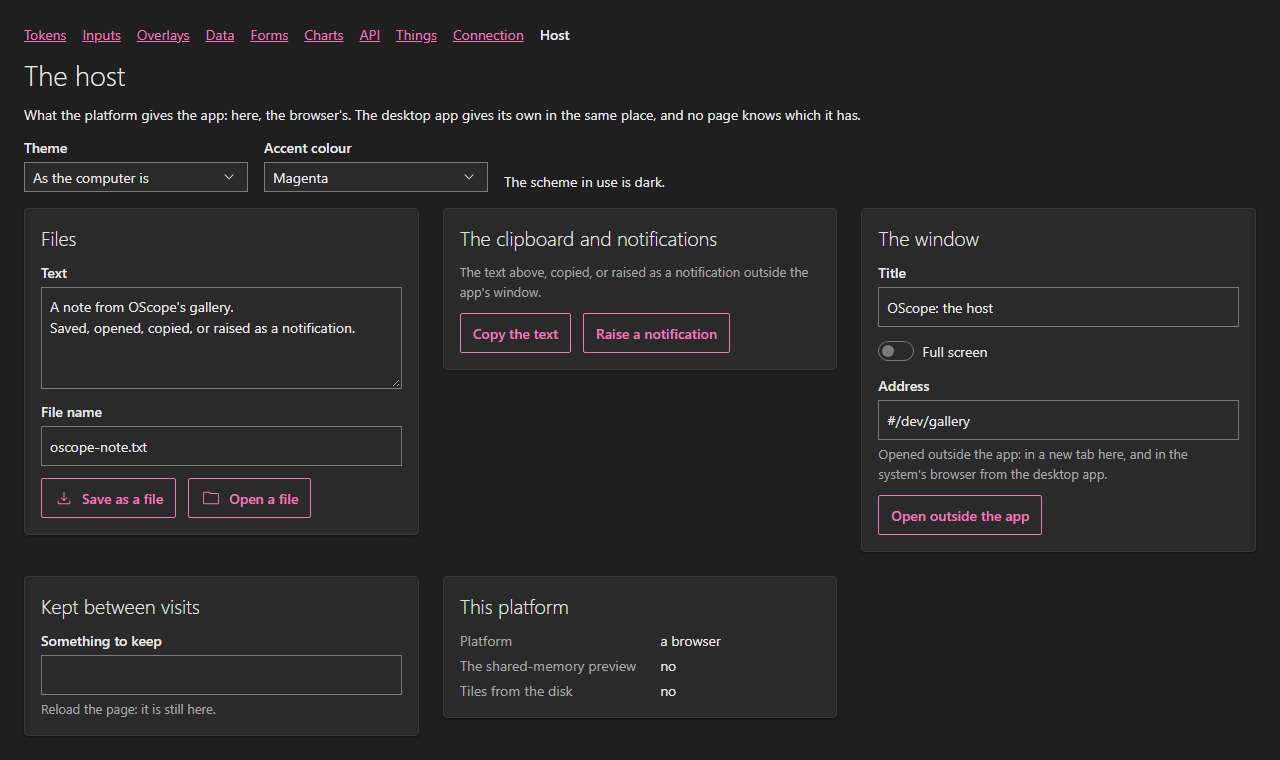 Tokens Inputs Overlays Data Forms Charts API Things Connection Host
The host
What the platform gives the app: here, the browser's. The desktop app gives its own in the same place, and no page knows which it has.
Theme
As the computer is
Accent colour
Magenta
The scheme in use is dark.
Files
Text
A note from OScope's gallery.
Saved, opened, copied, or raised as a notification.
File name
oscope-note.txt
Save as a file
Open a file
The clipboard and notifications
The text above, copied, or raised as a notification outside the
app's window.
Copy the text
Raise a notification
The window
Title
OScope: the host
Full screen
Address
#/dev/gallery
Opened outside the app: in a new tab here, and in the
system's browser from the desktop app.
Open outside the app
Kept between visits
Something to keep
Reload the page: it is still here.
This platform
Platform a browser
The shared-memory preview no
Tiles from the disk no